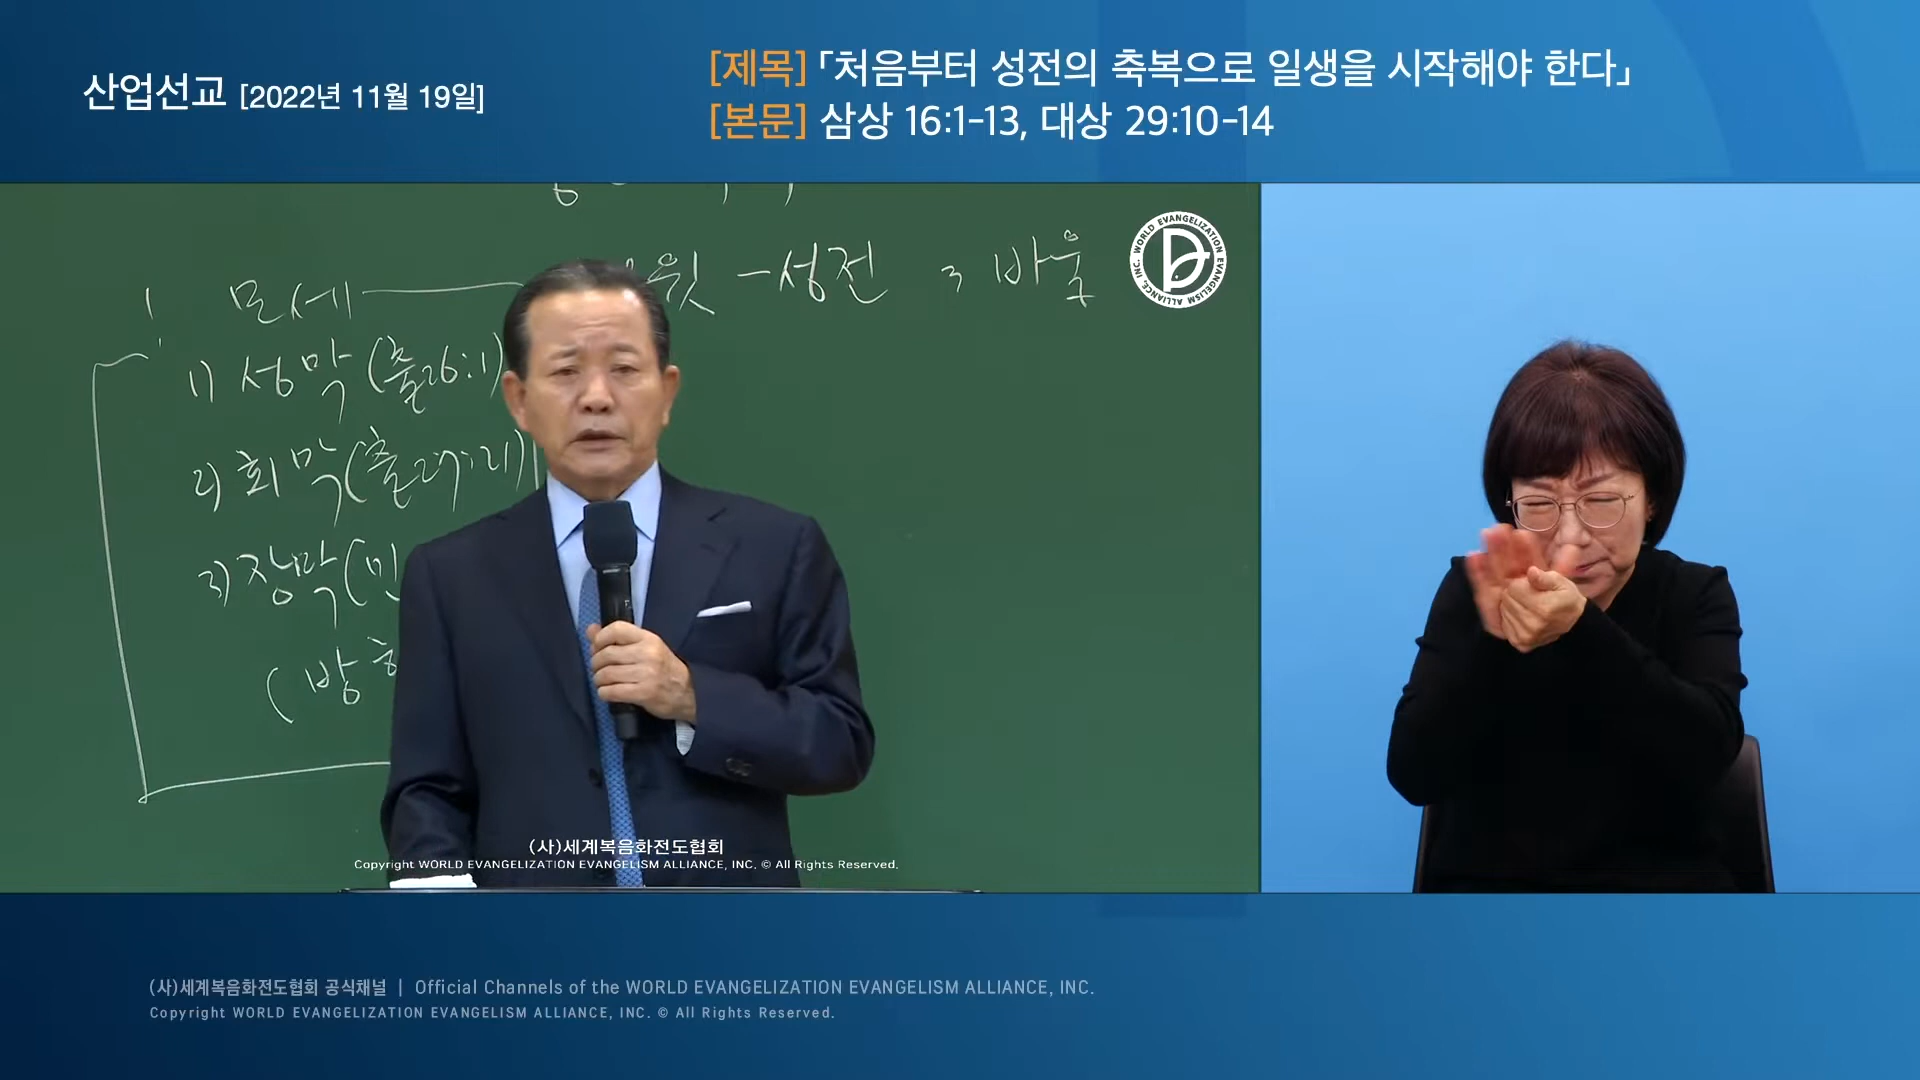 산업선교 [2022년 11월 19일]
[제목]「처음부터 성전의 축복으로 일생을 시작해야 한다」
[본문] 삼상 16:1-13, 대상 29:10-14
WORLD EVANGELIZATION EVANGELISM ALLIANCE, INC.
1 모세 윗 - 성전 3 바울
1) 성막 (출26:1)
2) 회막 (출27:21)
3) 장막 (민
( 방
(사)세계복음화전도협회
Copyright WORLD EVANGELIZATION EVANGELISM ALLIANCE, INC. © All Rights Reserved.
(사)세계복음화전도협회 공식채널 | Official Channels of the WORLD EVANGELIZATION EVANGELISM ALLIANCE, INC.
Copyright WORLD EVANGELIZATION EVANGELISM ALLIANCE, INC. © All Rights Reserved.